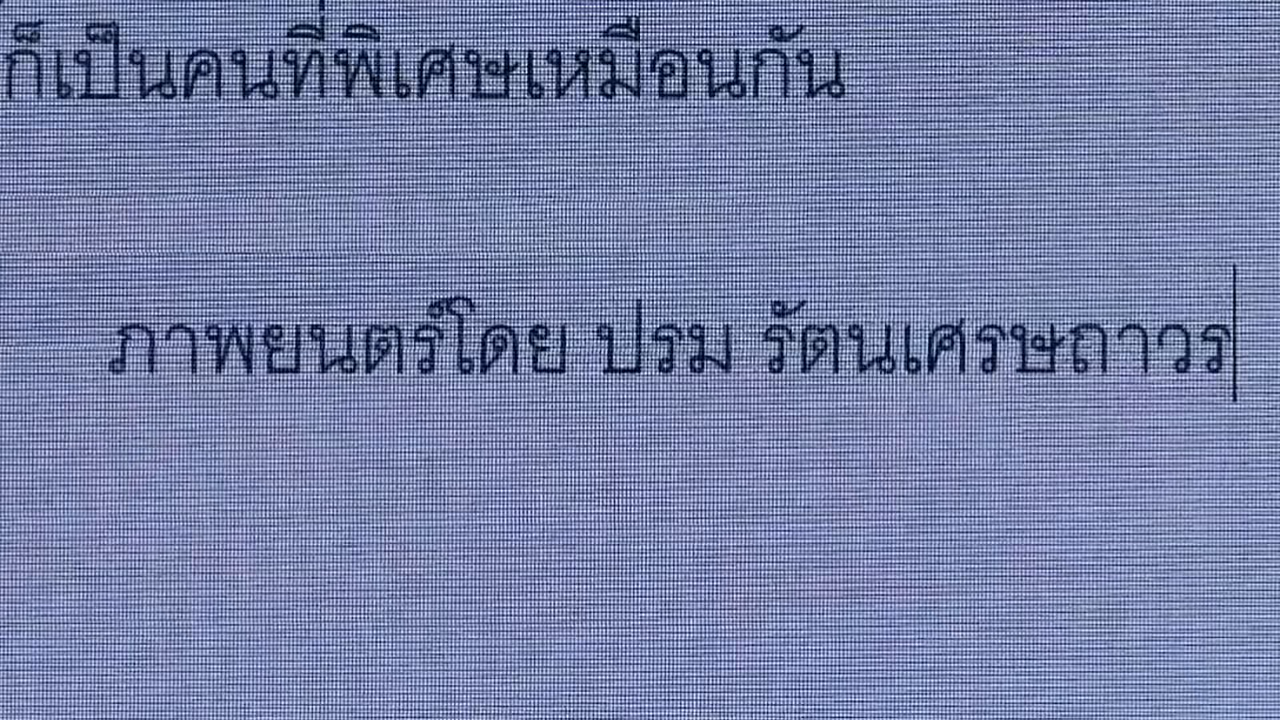 ก็เป็นคนที่พิเศษเหมือนกัน
ภาพยนตร์โดย ปรม รัตนเศรษถาวร